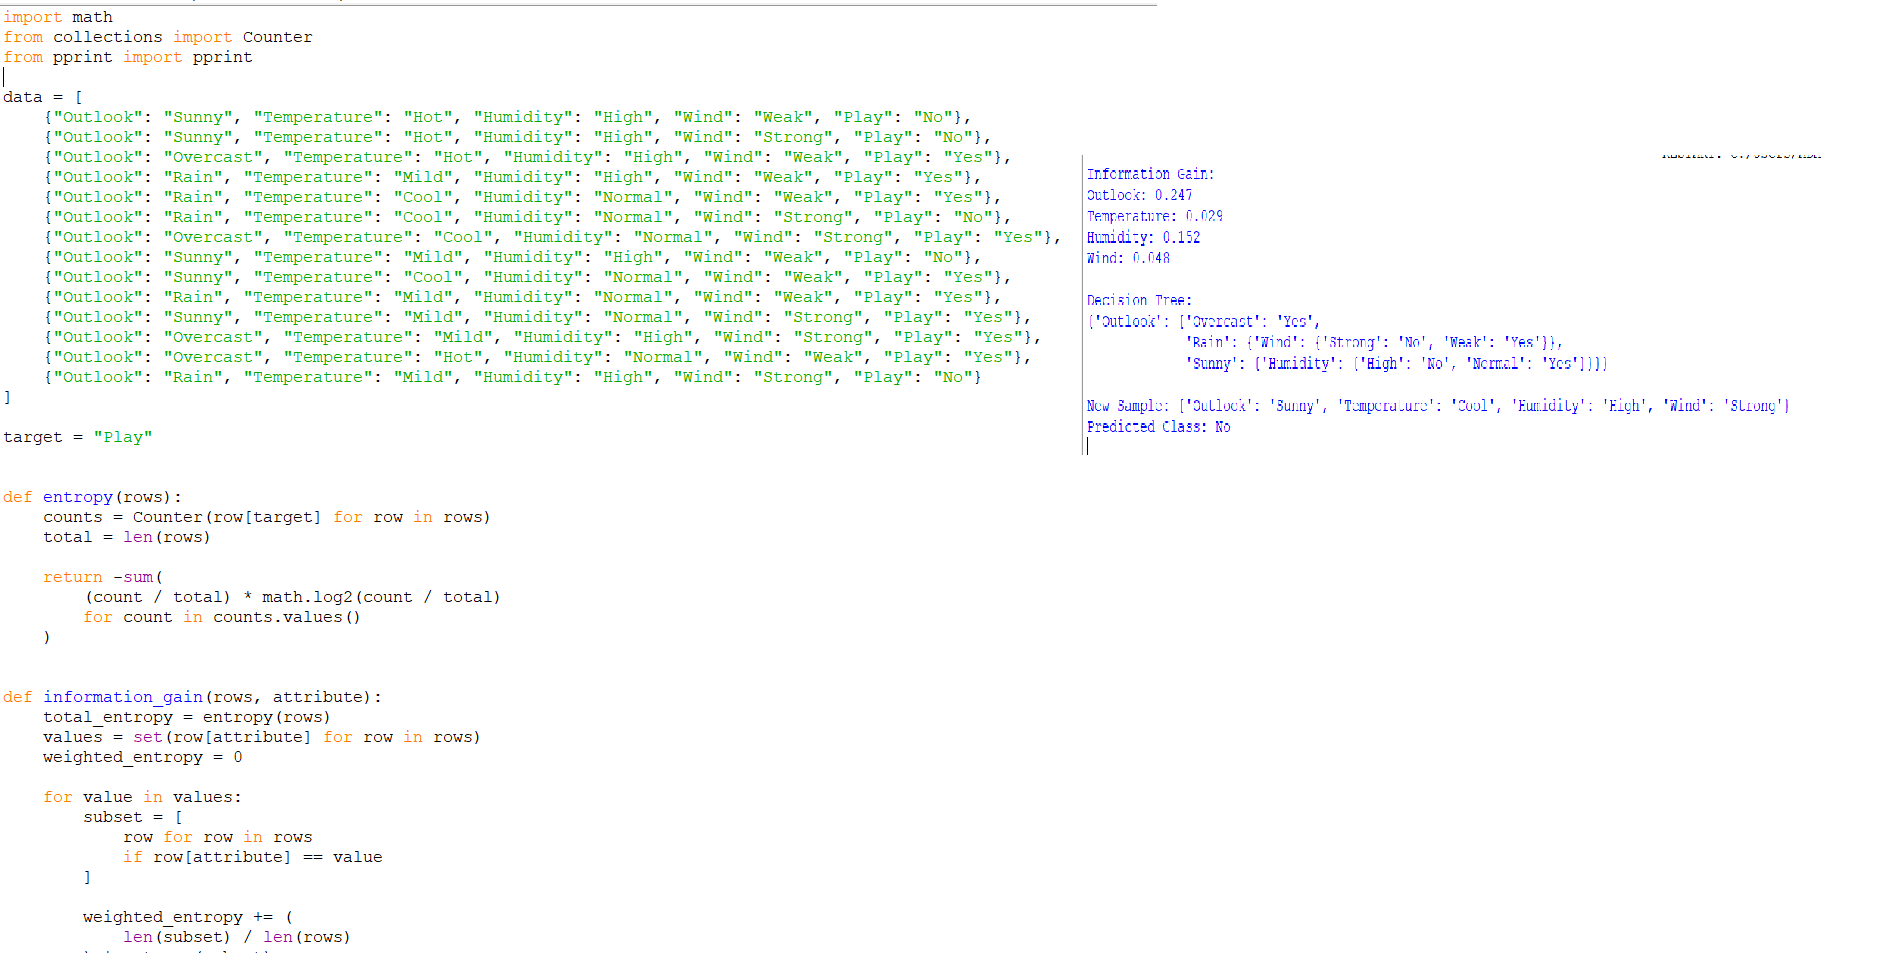 import math
from collections import Counter
from pprint import pprint
data = [
    {"Outlook": "Sunny", "Temperature": "Hot", "Humidity": "High", "Wind": "Weak", "Play": "No"},
    {"Outlook": "Sunny", "Temperature": "Hot", "Humidity": "High", "Wind": "Strong", "Play": "No"},
    {"Outlook": "Overcast", "Temperature": "Hot", "Humidity": "High", "Wind": "Weak", "Play": "Yes"},
    {"Outlook": "Rain", "Temperature": "Mild", "Humidity": "High", "Wind": "Weak", "Play": "Yes"},
    {"Outlook": "Rain", "Temperature": "Cool", "Humidity": "Normal", "Wind": "Weak", "Play": "Yes"},
    {"Outlook": "Rain", "Temperature": "Cool", "Humidity": "Normal", "Wind": "Strong", "Play": "No"},
    {"Outlook": "Overcast", "Temperature": "Cool", "Humidity": "Normal", "Wind": "Strong", "Play": "Yes"},
    {"Outlook": "Sunny", "Temperature": "Mild", "Humidity": "High", "Wind": "Weak", "Play": "No"},
    {"Outlook": "Sunny", "Temperature": "Cool", "Humidity": "Normal", "Wind": "Weak", "Play": "Yes"},
    {"Outlook": "Rain", "Temperature": "Mild", "Humidity": "Normal", "Wind": "Weak", "Play": "Yes"},
    {"Outlook": "Sunny", "Temperature": "Mild", "Humidity": "Normal", "Wind": "Strong", "Play": "Yes"},
    {"Outlook": "Overcast", "Temperature": "Mild", "Humidity": "High", "Wind": "Strong", "Play": "Yes"},
    {"Outlook": "Overcast", "Temperature": "Hot", "Humidity": "Normal", "Wind": "Weak", "Play": "Yes"},
    {"Outlook": "Rain", "Temperature": "Mild", "Humidity": "High", "Wind": "Strong", "Play": "No"}
]
target = "Play"
def entropy(rows):
    counts = Counter(row[target] for row in rows)
    total = len(rows)
    return -sum(
        (count / total) * math.log2(count / total)
        for count in counts.values()
    )
def information_gain(rows, attribute):
    total_entropy = entropy(rows)
    values = set(row[attribute] for row in rows)
    weighted_entropy = 0
    for value in values:
        subset = [
            row for row in rows
            if row[attribute] == value
        ]
        weighted_entropy += (
            len(subset) / len(rows)
Information Gain:
Outlook: 0.247
Temperature: 0.029
Humidity: 0.152
Wind: 0.048
Decision Tree:
{'Outlook': {'Overcast': 'Yes',
             'Rain': {'Wind': {'Strong': 'No', 'Weak': 'Yes'}},
             'Sunny': {'Humidity': {'High': 'No', 'Normal': 'Yes'}}}}
New Sample: {'Outlook': 'Sunny', 'Temperature': 'Cool', 'Humidity': 'High', 'Wind': 'Strong'}
Predicted Class: No